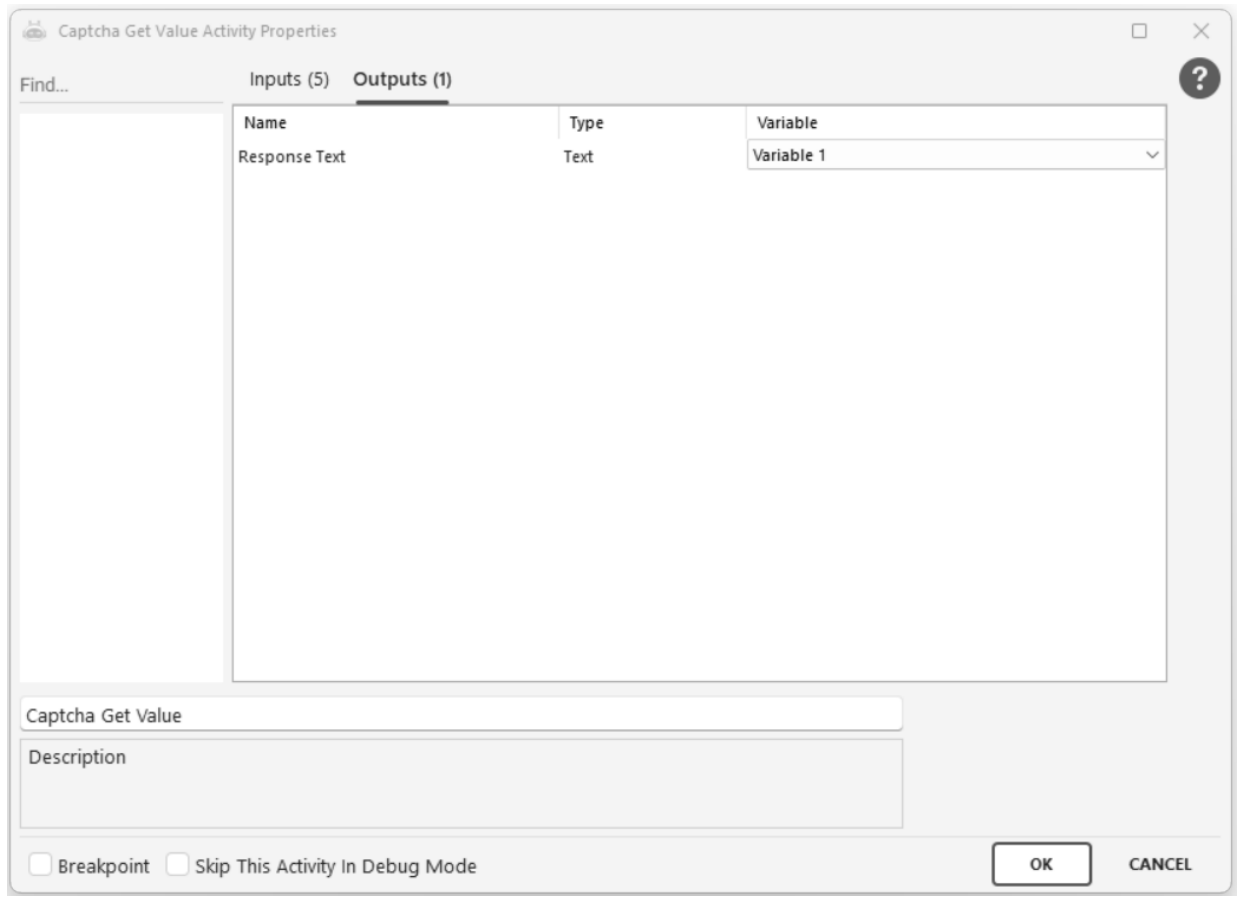 Captcha Get Value Activity Properties
Find...
Inputs (5) Outputs (1)
?
Name Type Variable
Response Text Text Variable 1
Captcha Get Value
Description
Breakpoint Skip This Activity In Debug Mode OK CANCEL